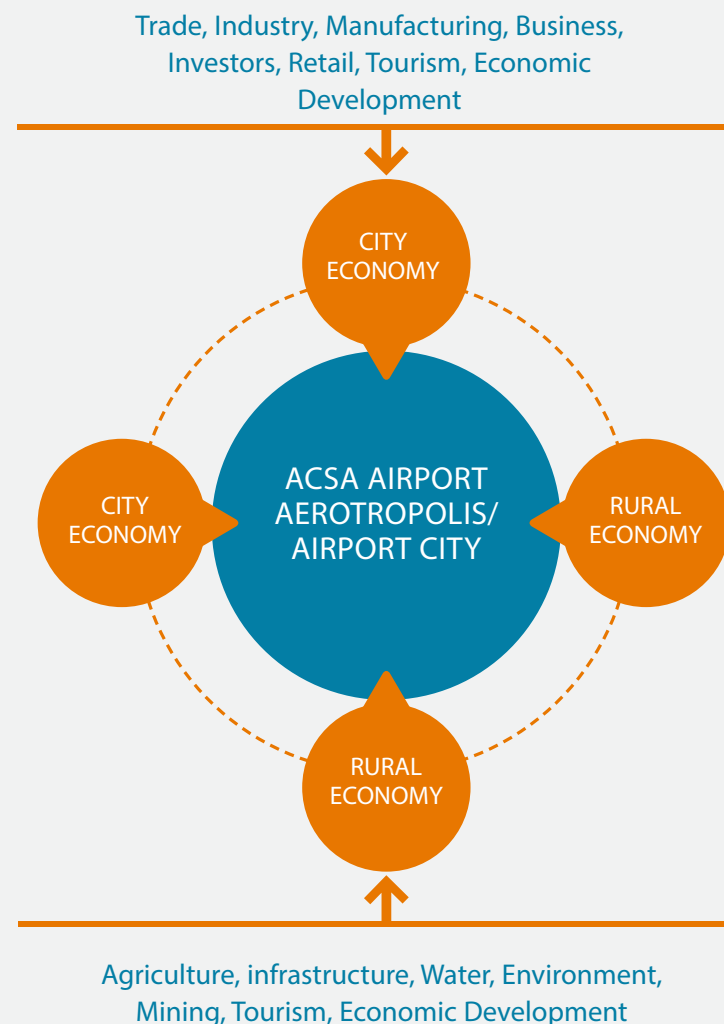 Trade, Industry, Manufacturing, Business,
Investors, Retail, Tourism, Economic
Development
CITY
ECONOMY
CITY
ECONOMY
ACSA AIRPORT
AEROTROPOLIS/
AIRPORT CITY
RURAL
ECONOMY
RURAL
ECONOMY
Agriculture, infrastructure, Water, Environment,
Mining, Tourism, Economic Development